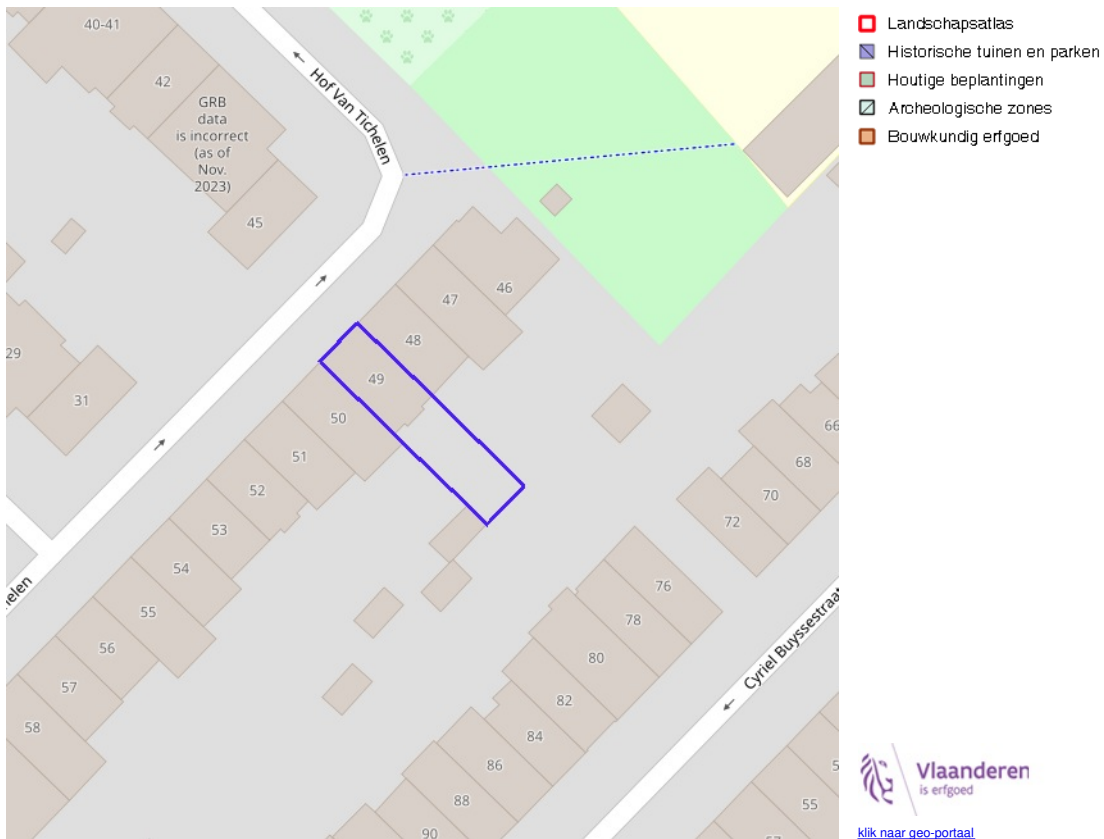 40-41
42
GRB
data
is incorrect
(as of
Nov.
2023)
45
Hof Van Tichelen
46
47
48
49
50
51
52
53
54
55
56
57
58
29
31
helen
66
68
70
72
76
78
80
82
84
86
88
90
Cyriel Buyssestraat
55
Landschapsatlas
Historische tuinen en parken
Houtige beplantingen
Archeologische zones
Bouwkundig erfgoed
Vlaanderen
is erfgoed
klik naar geo-portaal